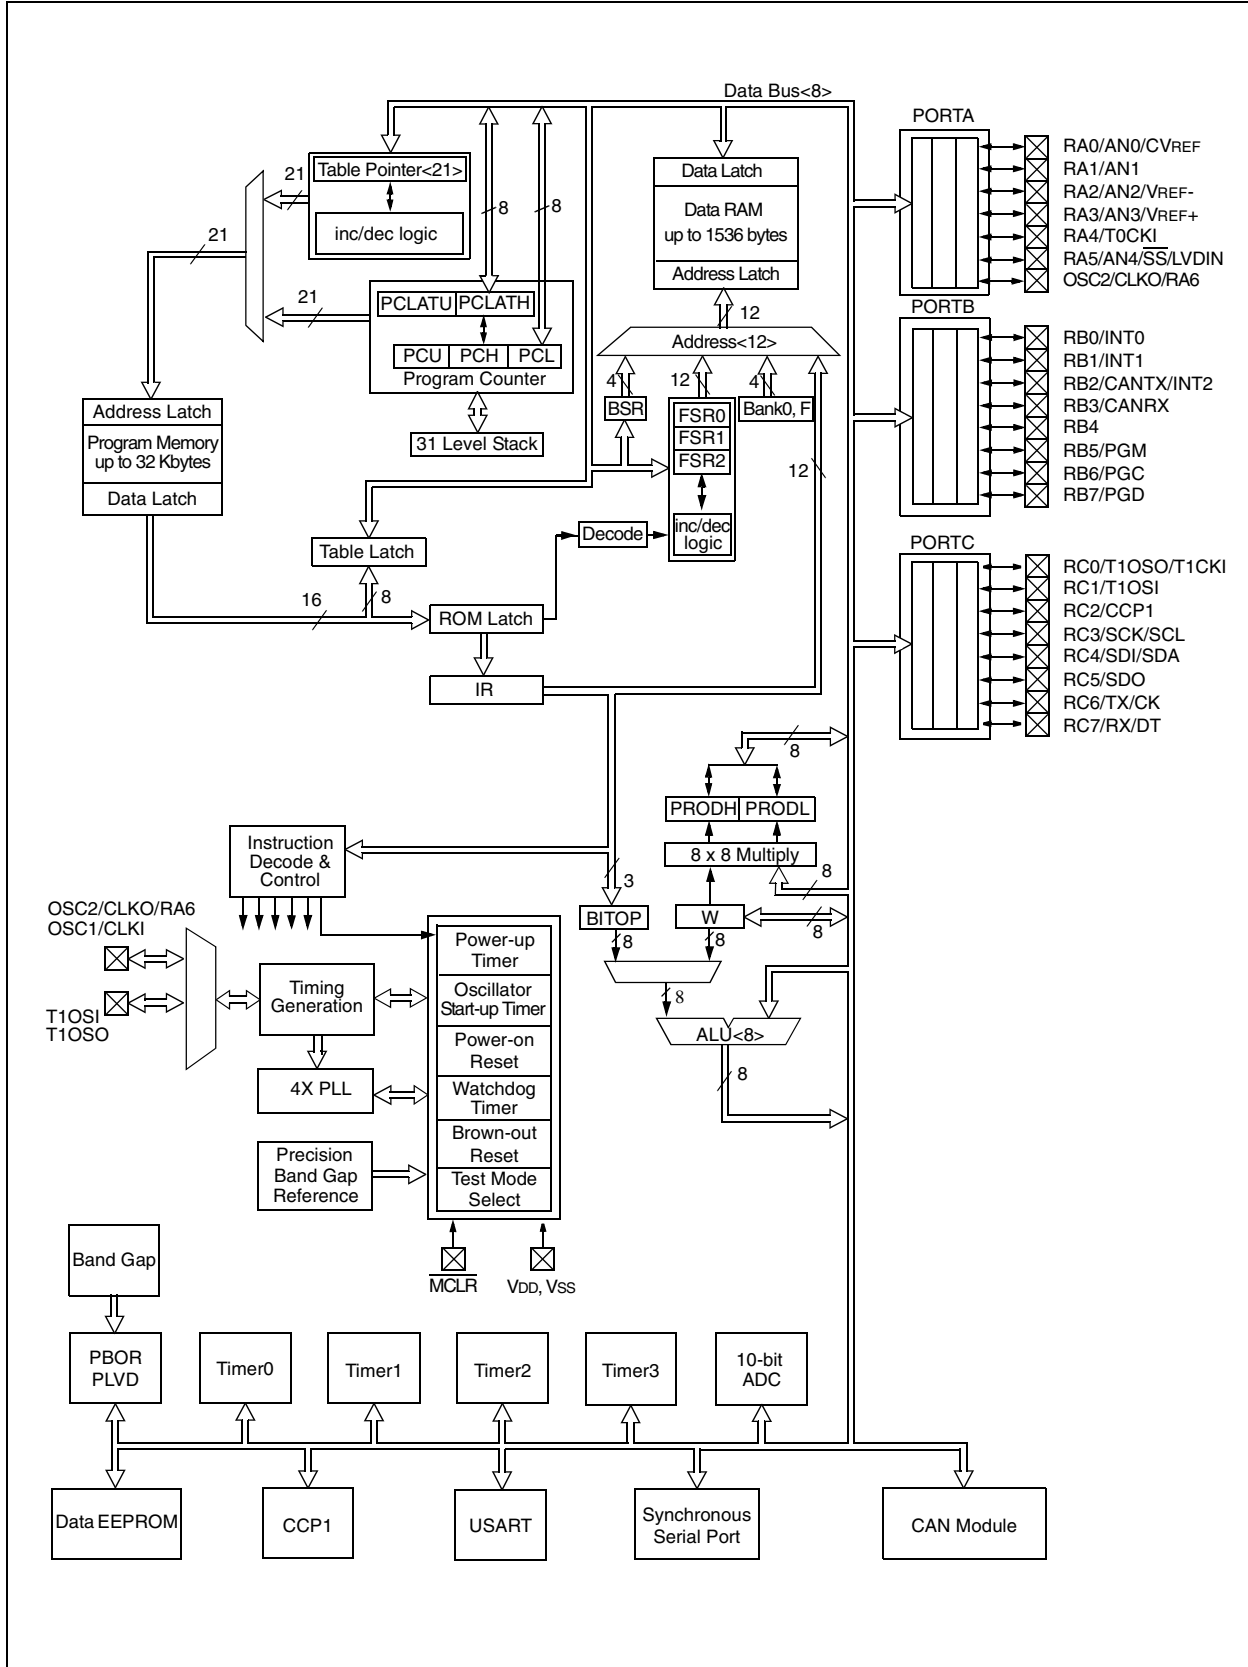 Data Bus<8>
PORTA
RA0/AN0/CVREF
RA1/AN1
RA2/AN2/VREF-
RA3/AN3/VREF+
RA4/T0CKI
RA5/AN4/SS/LVDIN
OSC2/CLKO/RA6
PORTB
RB0/INT0
RB1/INT1
RB2/CANTX/INT2
RB3/CANRX
RB4
RB5/PGM
RB6/PGC
RB7/PGD
PORTC
RC0/T1OSO/T1CKI
RC1/T1OSI
RC2/CCP1
RC3/SCK/SCL
RC4/SDI/SDA
RC5/SDO
RC6/TX/CK
RC7/RX/DT
Table Pointer<21>
inc/dec logic
21
21
21
8
8
PCLATU
PCLATH
PCU
PCH
PCL
Program Counter
31 Level Stack
Data Latch
Data RAM
up to 1536 bytes
Address Latch
12
Address<12>
4
12
4
BSR
Bank0, F
FSR0
FSR1
FSR2
inc/dec
logic
12
Address Latch
Program Memory
up to 32 Kbytes
Data Latch
Table Latch
Decode
16
8
ROM Latch
IR
8
PRODH
PRODL
8 x 8 Multiply
8
3
BITOP
W
8
8
8
8
ALU<8>
8
Instruction
Decode &
Control
OSC2/CLKO/RA6
OSC1/CLKI
T1OSI
T1OSO
Timing
Generation
4X PLL
Precision
Band Gap
Reference
Power-up
Timer
Oscillator
Start-up Timer
Power-on
Reset
Watchdog
Timer
Brown-out
Reset
Test Mode
Select
MCLR
VDD, VSS
Band Gap
PBOR
PLVD
Timer0
Timer1
Timer2
Timer3
10-bit
ADC
Data EEPROM
CCP1
USART
Synchronous
Serial Port
CAN Module